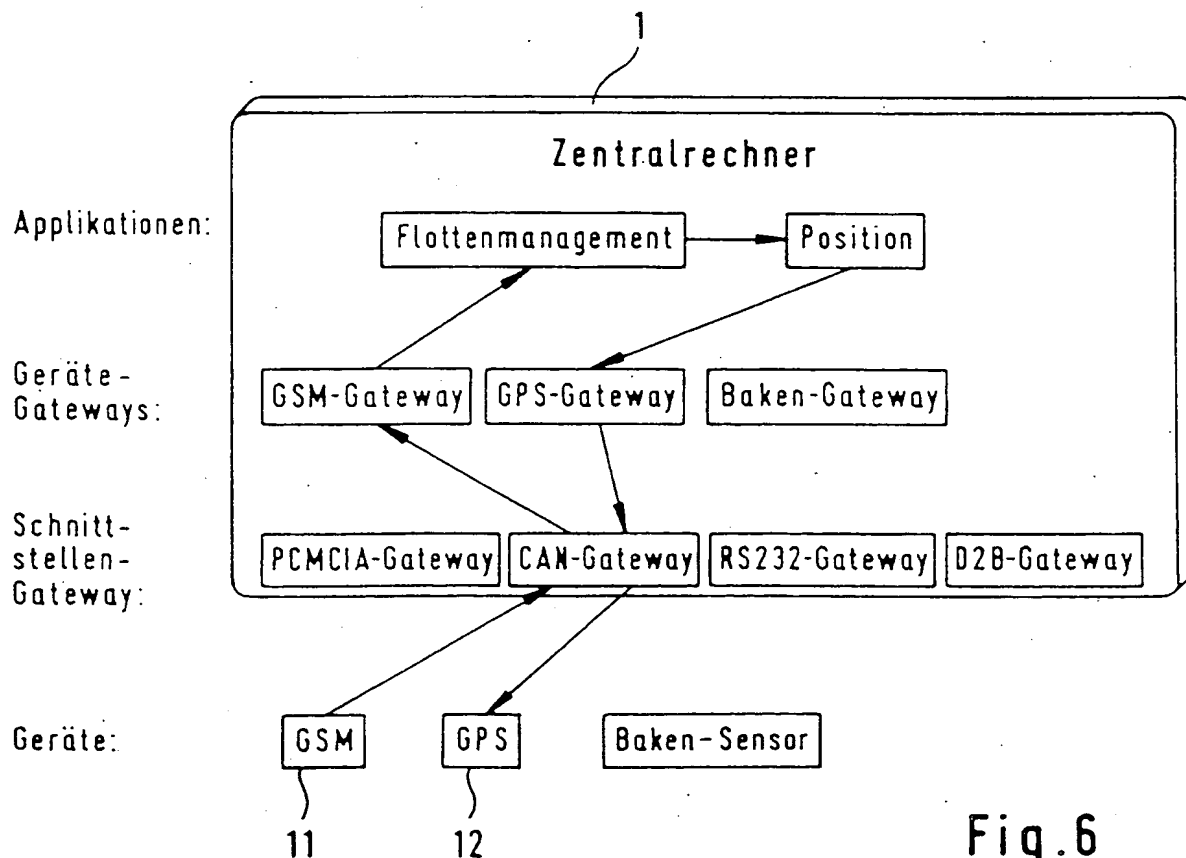 1
Zentralrechner
Applikationen:
Flottenmanagement
Position
Geräte-
Gateways:
GSM-Gateway
GPS-Gateway
Baken-Gateway
Schnitt-
stellen-
Gateway:
PCMCIA-Gateway
CAN-Gateway
RS232-Gateway
D2B-Gateway
Geräte:
GSM
GPS
Baken-Sensor
11
12
Fig.6